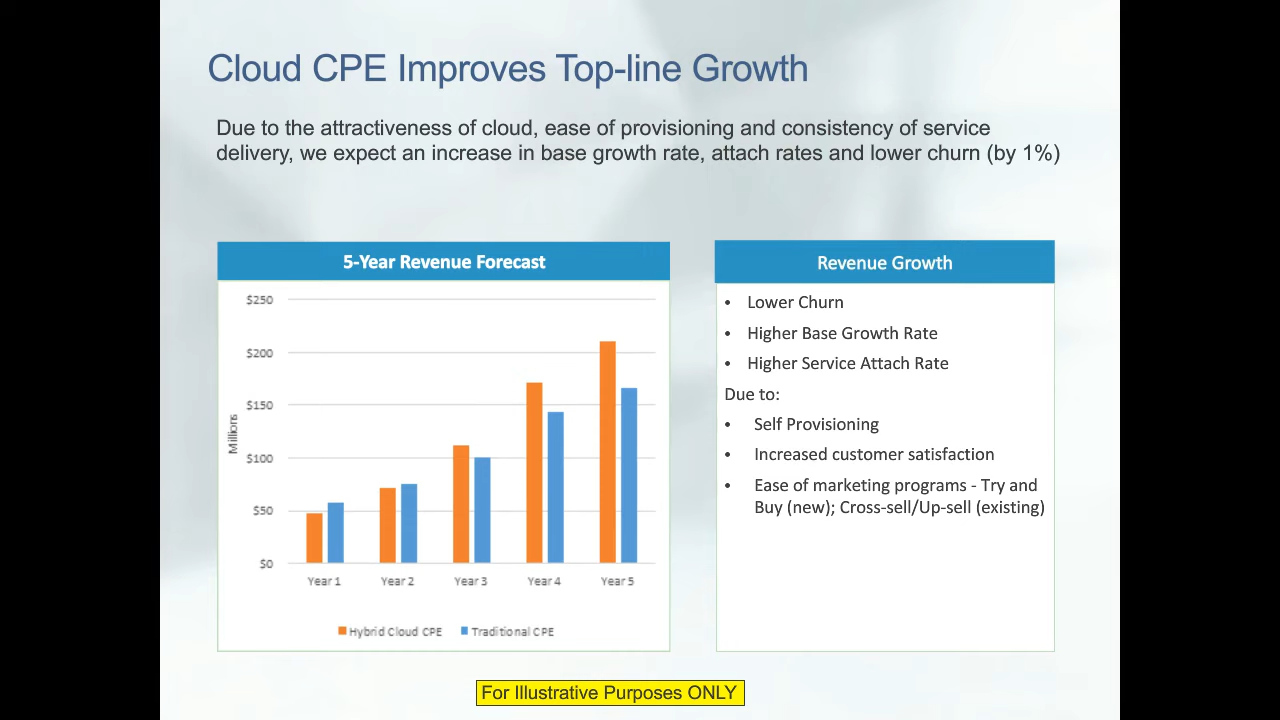 Cloud CPE Improves Top-line Growth
Due to the attractiveness of cloud, ease of provisioning and consistency of service
delivery, we expect an increase in base growth rate, attach rates and lower churn (by 1%)
5-Year Revenue Forecast
$250
$200
$150
$100
$50
$0
Millions
Year 1 Year 2 Year 3 Year 4 Year 5
Hybrid Cloud CPE Traditional CPE
Revenue Growth
• Lower Churn
• Higher Base Growth Rate
• Higher Service Attach Rate
Due to:
• Self Provisioning
• Increased customer satisfaction
• Ease of marketing programs - Try and
Buy (new); Cross-sell/Up-sell (existing)
For Illustrative Purposes ONLY